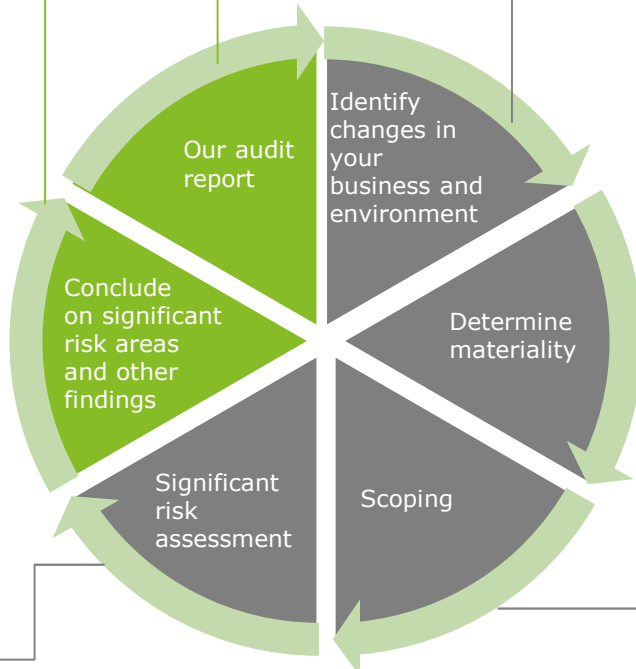 Identify
changes in
your
business and
environment
Determine
materiality
Scoping
Significant
risk
assessment
Conclude
on significant
risk areas
and other
findings
Our audit
report